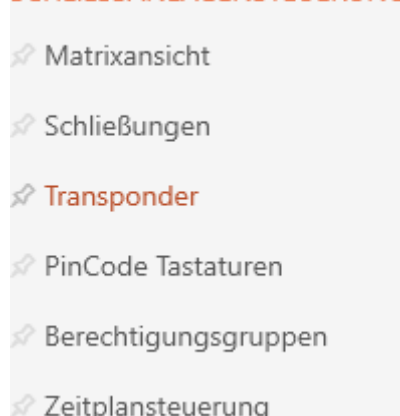 Matrixansicht
Schließungen
Transponder
PinCode Tastaturen
Berechtigungsgruppen
Zeitplansteuerung